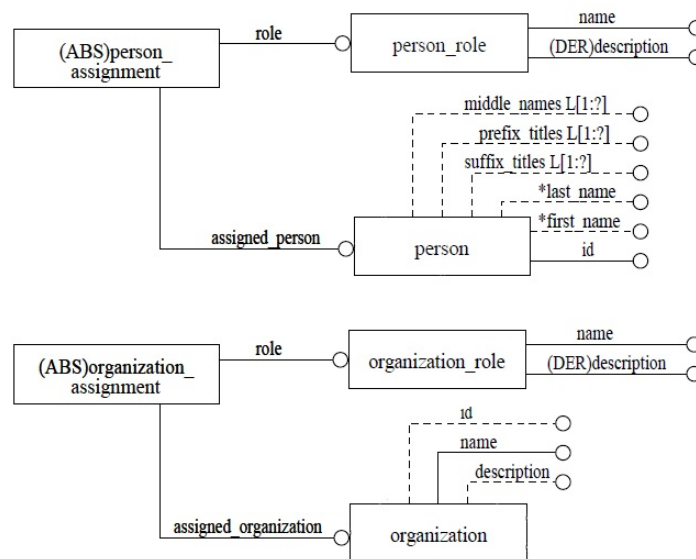 name
role
(DER)description
(ABS)person_
assignment
person_role
middle_names L[1:?]
prefix_titles L[1:?]
suffix_titles L[1:?]
*last_name
*first_name
assigned_person
person
id
name
role
(DER)description
(ABS)organization_
assignment
organization_role
id
name
description
assigned_organization
organization